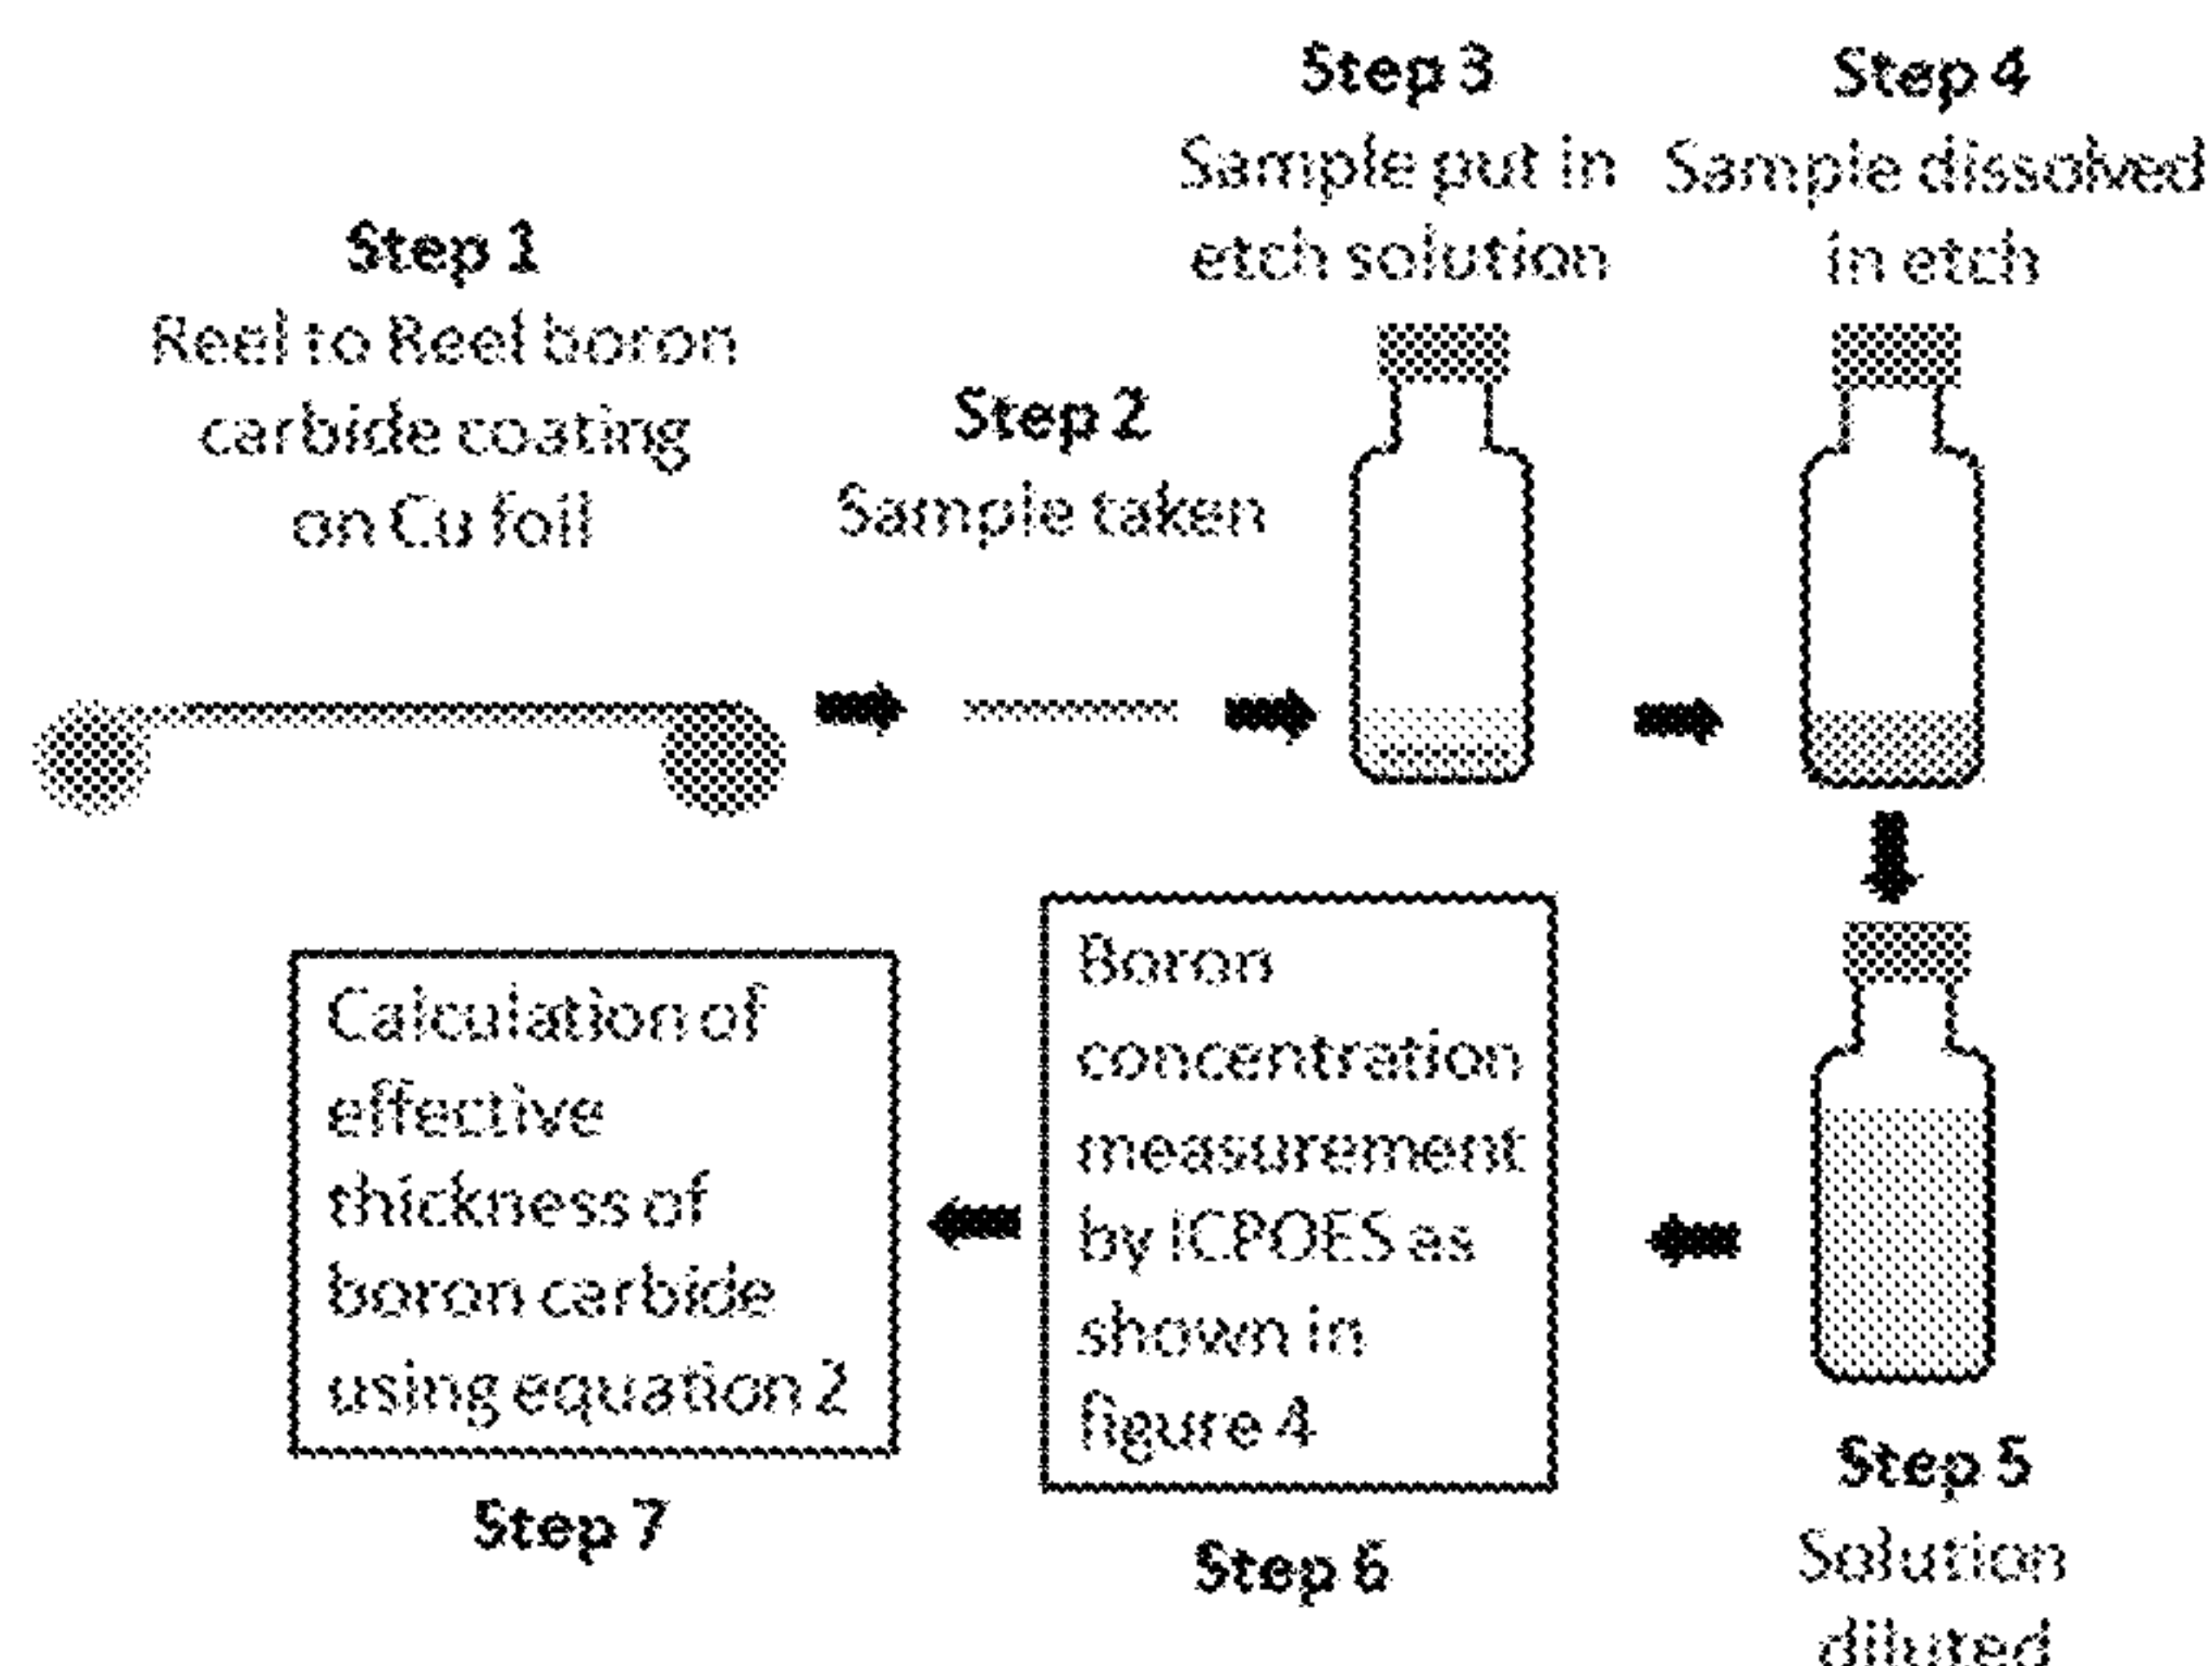 Step 1
Reel to Reel boron
carbide coating
on Cu foil
Step 2
Sample taken
Step 3
Sample put in
etch solution
Step 4
Sample dissolved
in etch
Step 5
Solution
diluted
Boron
concentration
measurement
by ICPOES as
shown in
figure 4
Step 6
Calculation of
effective
thickness of
boron carbide
using equation 2
Step 7